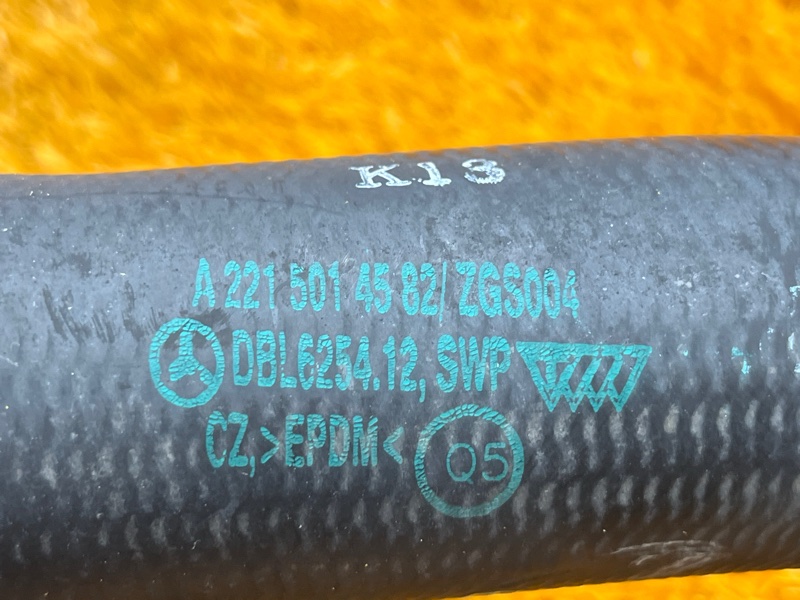 K13
A 221 501 45 82/ ZGS004
DBL6254.12, SWP
CZ,>EPDM< Q5